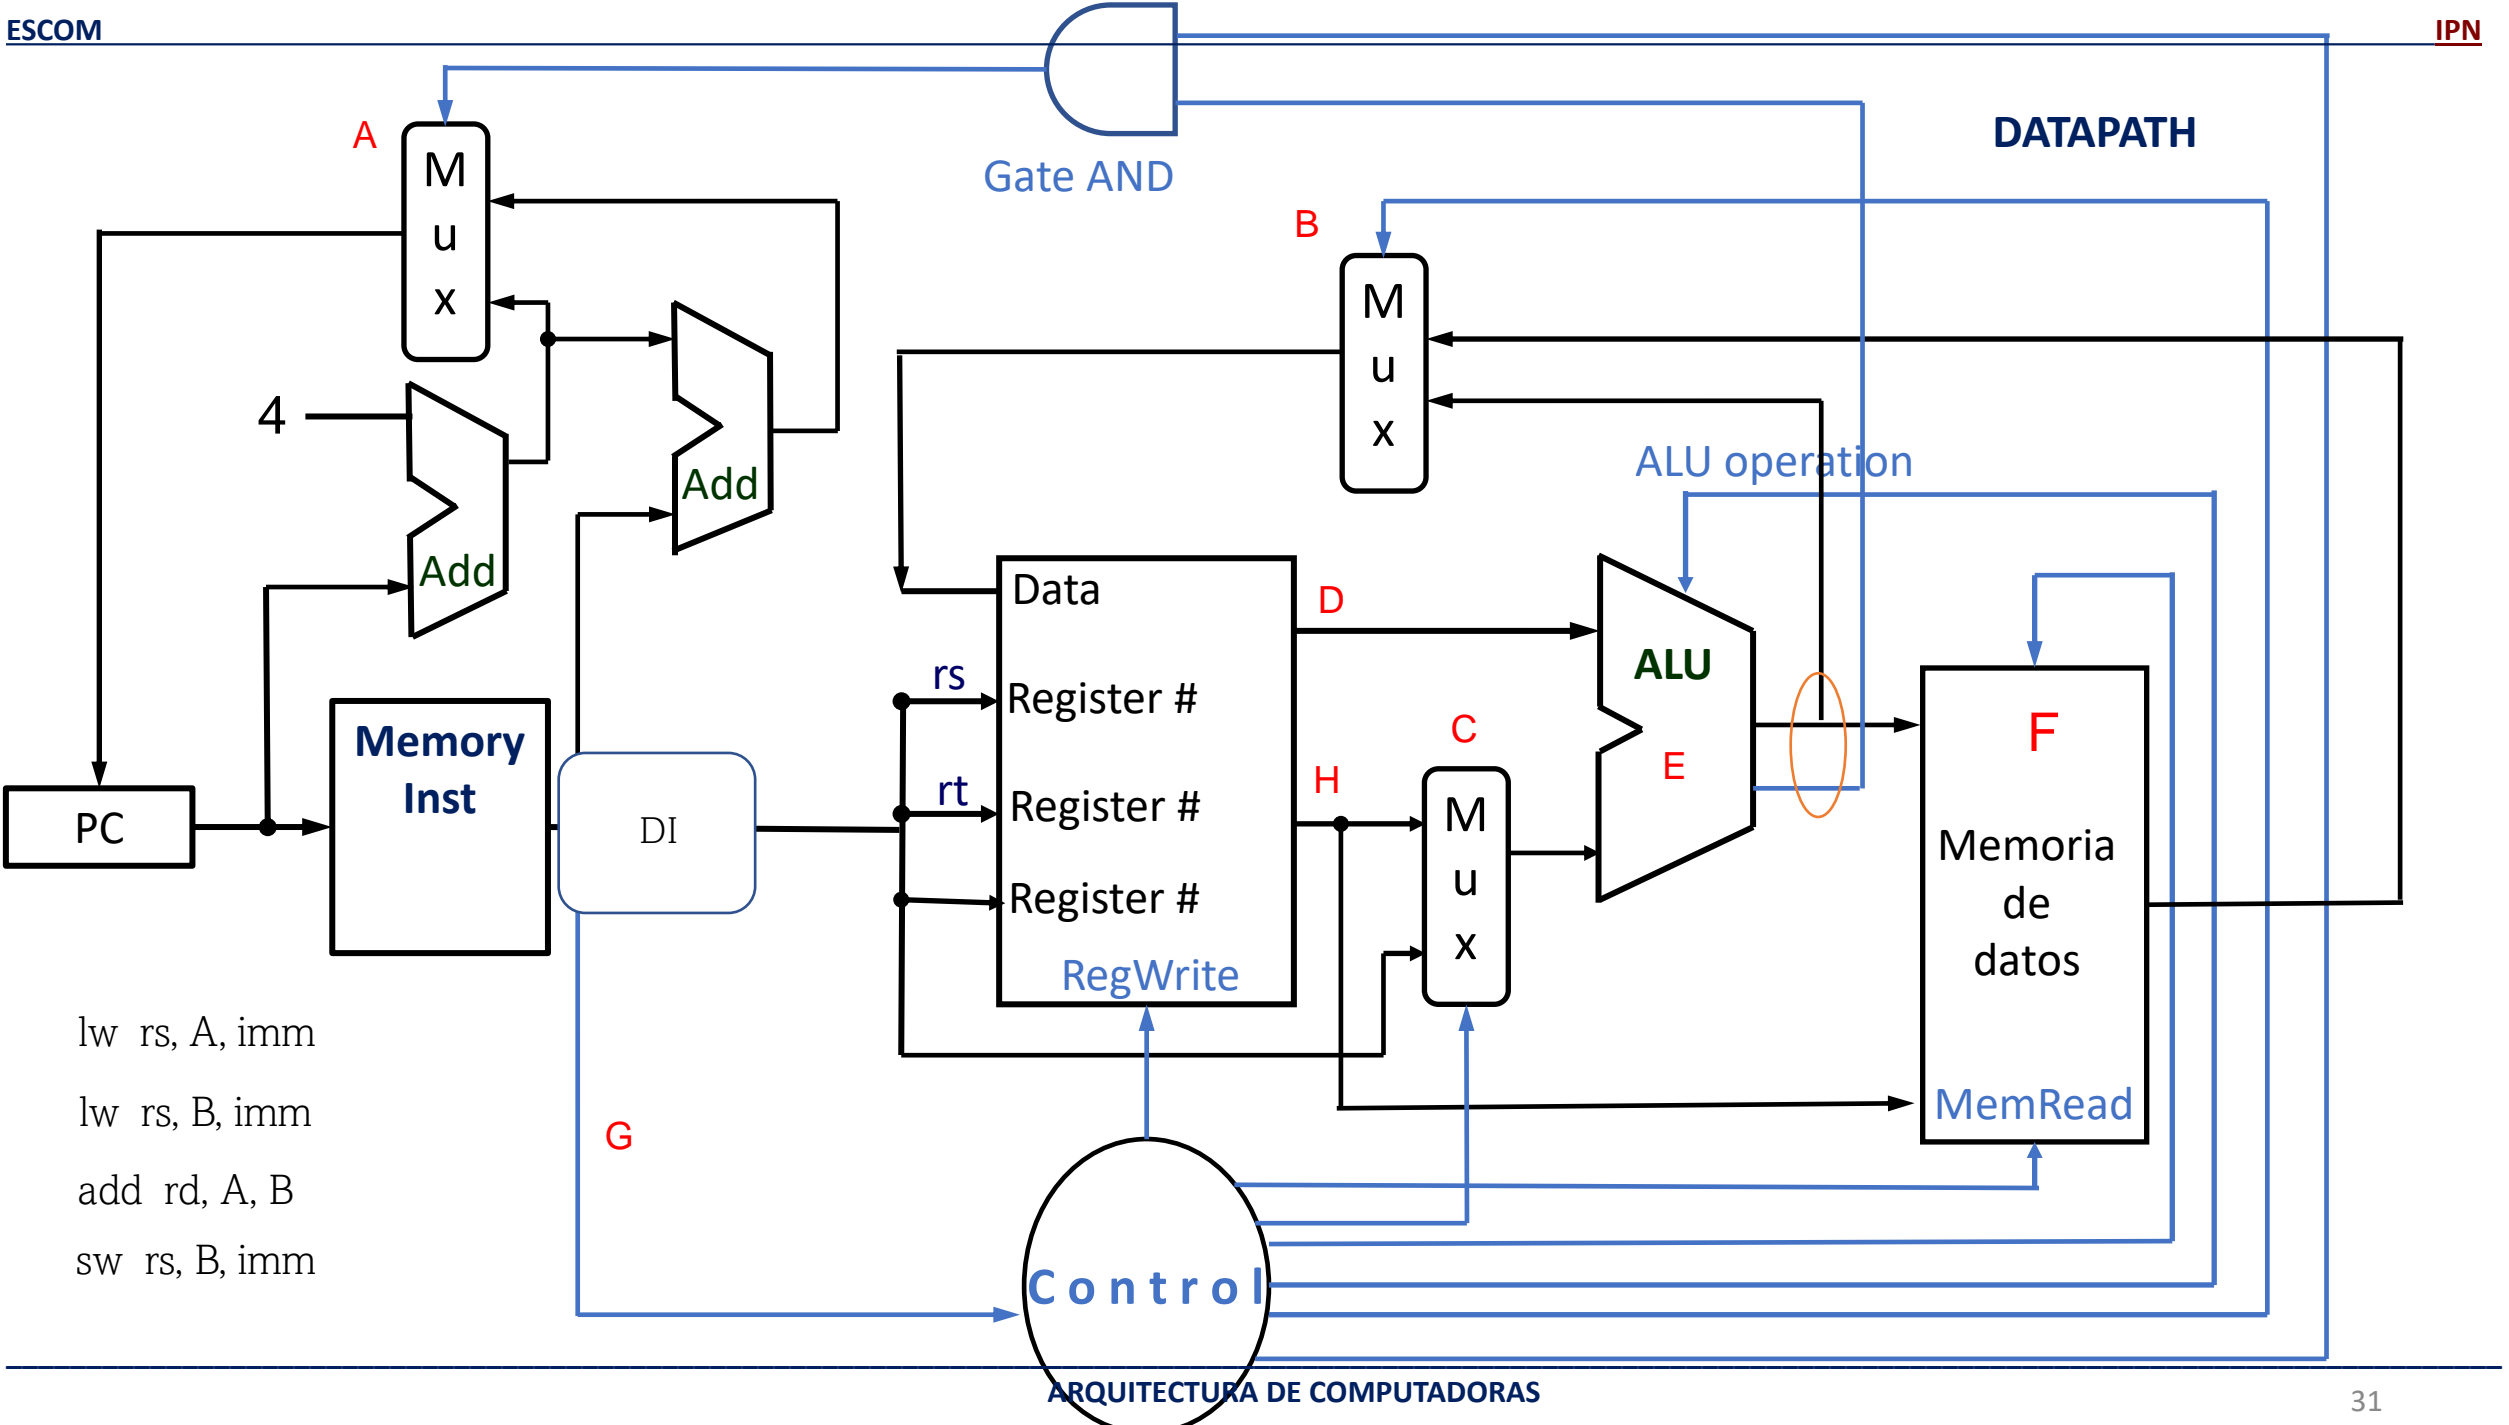 ESCOM
IPN
DATAPATH
Gate AND
A
M
u
x
B
M
u
x
4
Add
Add
ALU operation
Data
D
rs
Register #
ALU
rt
Register #
H
C
E
F
Memory
Inst
PC
DI
Register #
M
u
x
Memoria
de
datos
RegWrite
MemRead
lw rs, A, imm
lw rs, B, imm
add rd, A, B
sw rs, B, imm
G
Control
ARQUITECTURA DE COMPUTADORAS
31